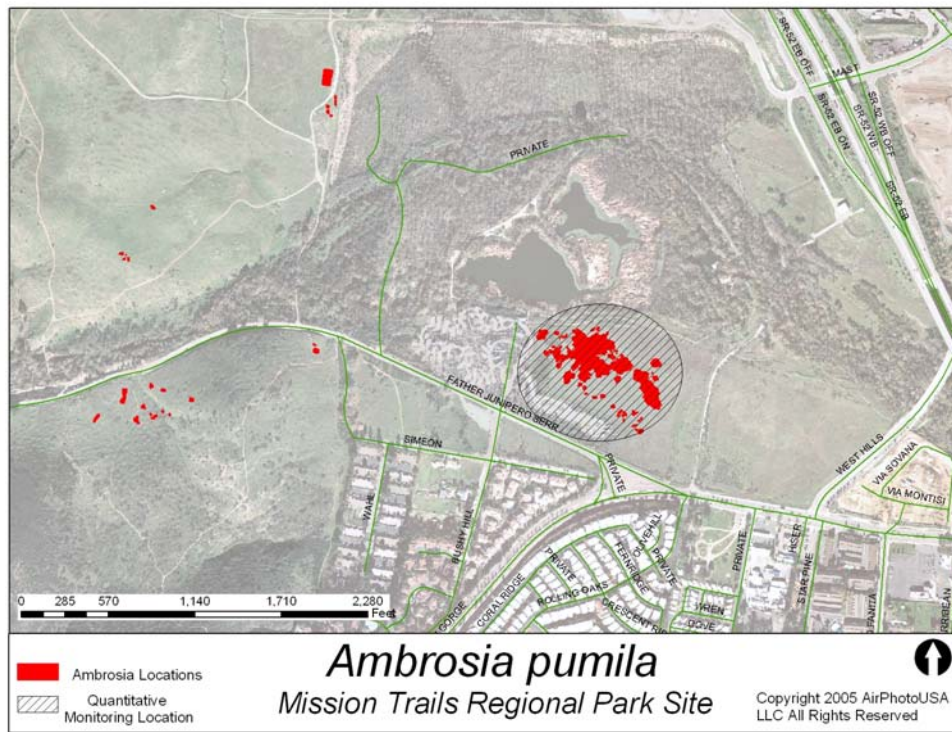 SR-52 EB OFF
MAST
SR-52 WB OFF
SR-52 WB
SR-52 EB ON
SR-52 EB
PRIVATE
FATHER JUNIPERO SERR
SIMEON
PRIVATE
WEST HILLS
VIA SOVANA
VIA MONTISI
WAHL
BUSHY HILL
GORGE
CORAL RIDGE
PRIVATE
ROLLING OAKS
FERNRIDGE
OLIVEHILL
PRIVATE
CRESCENT RI
WREN
DOVE
PRIVATE
HISER
STAR PINE
FANITA
0 285 570 1,140 1,710 2,280
Feet
Ambrosia Locations
Quantitative
Monitoring Location
Ambrosia pumila
Mission Trails Regional Park Site
Copyright 2005 AirPhotoUSA
LLC All Rights Reserved